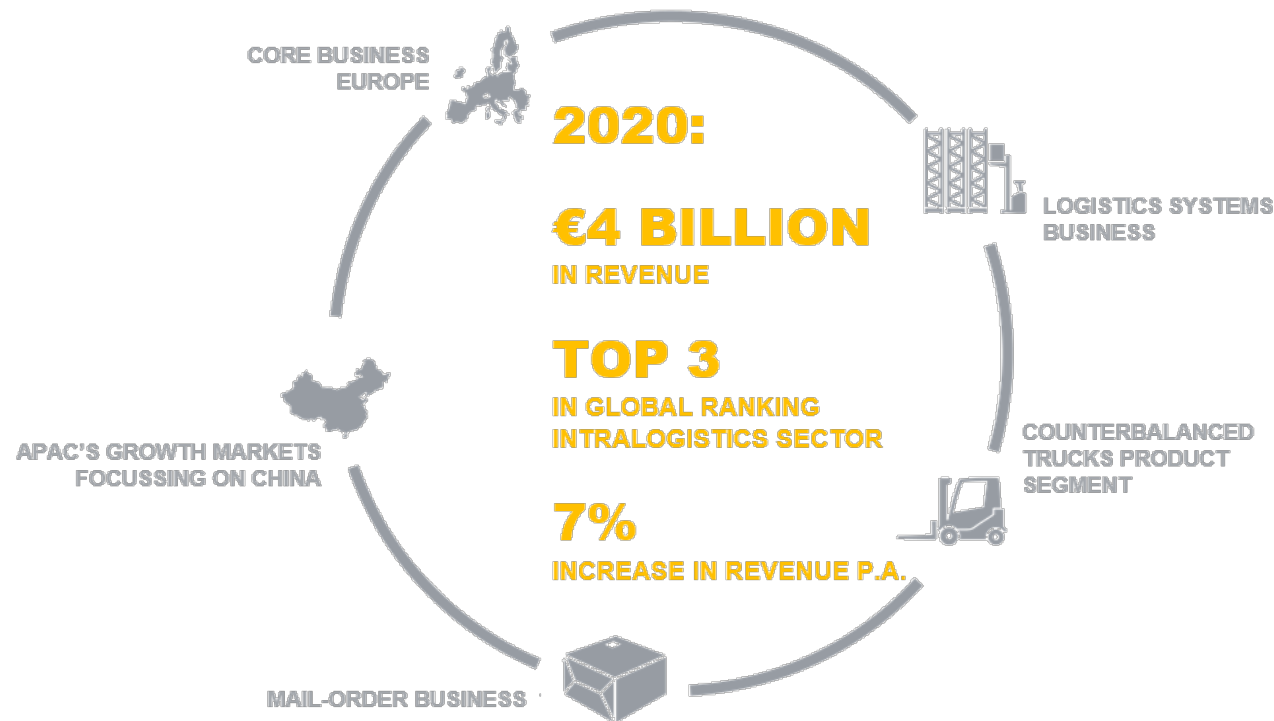 CORE BUSINESS
EUROPE
2020:
€4 BILLION
IN REVENUE
TOP 3
IN GLOBAL RANKING
INTRALOGISTICS SECTOR
7%
INCREASE IN REVENUE P.A.
LOGISTICS SYSTEMS
BUSINESS
COUNTERBALANCED
TRUCKS PRODUCT
SEGMENT
APAC'S GROWTH MARKETS
FOCUSSING ON CHINA
MAIL-ORDER BUSINESS